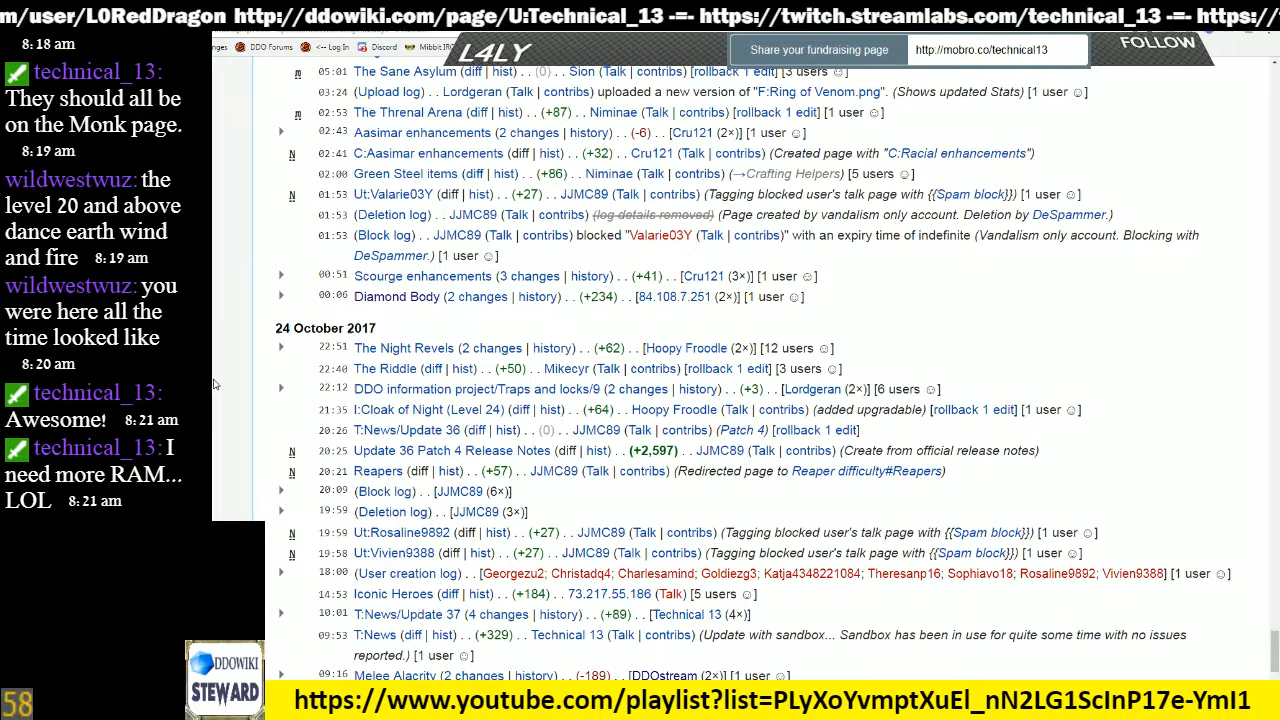 m/user/L0RedDragon http://ddowiki.com/page/U:Technical_13 -=- https://twitch.streamlabs.com/technical_13 -=- https://
8:18 am
technical_13:
They should all be
on the Monk page.
8:19 am
wildwestwuz: the
level 20 and above
dance earth wind
and fire 8:19 am
wildwestwuz: you
were here all the
time looked like
8:20 am
technical_13:
Awesome! 8:21 am
technical_13: I
need more RAM...
LOL 8:21 am
58
nges DDO Forums <-- Log In Discord Mibbit IRC
L4LY
Share your fundraising page http://mobro.co/technical13
FOLLOW
m 05:01 The Sane Asylum (diff | hist) . . (0) . . Sion (Talk | contribs) [rollback 1 edit] [3 users ☺]
03:24 (Upload log) . . Lordgeran (Talk | contribs) uploaded a new version of "F:Ring of Venom.png". (Shows updated Stats) [1 user ☺]
m 02:53 The Threnal Arena (diff | hist) . . (+87) . . Niminae (Talk | contribs) [rollback 1 edit] [1 user ☺]
02:43 Aasimar enhancements (2 changes | history) . . (-6) . . [Cru121 (2×)] [1 user ☺]
N 02:41 C:Aasimar enhancements (diff | hist) . . (+32) . . Cru121 (Talk | contribs) (Created page with "C:Racial enhancements")
02:00 Green Steel items (diff | hist) . . (+86) . . Niminae (Talk | contribs) (→Crafting Helpers) [5 users ☺]
N 01:53 Ut:Valarie03Y (diff | hist) . . (+27) . . JJMC89 (Talk | contribs) (Tagging blocked user's talk page with {{Spam block}}) [1 user ☺]
01:53 (Deletion log) . . JJMC89 (Talk | contribs) (log details removed) (Page created by vandalism only account. Deletion by DeSpammer.)
01:53 (Block log) . . JJMC89 (Talk | contribs) blocked "Valarie03Y (Talk | contribs)" with an expiry time of indefinite (Vandalism only account. Blocking with
DeSpammer.) [1 user ☺]
00:51 Scourge enhancements (3 changes | history) . . (+41) . . [Cru121 (3×)] [1 user ☺]
00:06 Diamond Body (2 changes | history) . . (+234) . . [84.108.7.251 (2×)] [1 user ☺]
24 October 2017
22:51 The Night Revels (2 changes | history) . . (+62) . . [Hoopy Froodle (2×)] [12 users ☺]
22:40 The Riddle (diff | hist) . . (+50) . . Mikecyr (Talk | contribs) [rollback 1 edit] [3 users ☺]
22:12 DDO information project/Traps and locks/9 (2 changes | history) . . (+3) . . [Lordgeran (2×)] [6 users ☺]
21:35 I:Cloak of Night (Level 24) (diff | hist) . . (+64) . . Hoopy Froodle (Talk | contribs) (added upgradable) [rollback 1 edit] [1 user ☺]
20:26 T:News/Update 36 (diff | hist) . . (0) . . JJMC89 (Talk | contribs) (Patch 4) [rollback 1 edit]
N 20:25 Update 36 Patch 4 Release Notes (diff | hist) . . (+2,597) . . JJMC89 (Talk | contribs) (Create from official release notes)
N 20:21 Reapers (diff | hist) . . (+57) . . JJMC89 (Talk | contribs) (Redirected page to Reaper difficulty#Reapers)
20:09 (Block log) . . [JJMC89 (6×)]
19:59 (Deletion log) . . [JJMC89 (3×)]
N 19:59 Ut:Rosaline9892 (diff | hist) . . (+27) . . JJMC89 (Talk | contribs) (Tagging blocked user's talk page with {{Spam block}}) [1 user ☺]
N 19:58 Ut:Vivien9388 (diff | hist) . . (+27) . . JJMC89 (Talk | contribs) (Tagging blocked user's talk page with {{Spam block}}) [1 user ☺]
18:00 (User creation log) . . [Georgezu2; Christadq4; Charlesamind; Goldiezg3; Katja4348221084; Theresanp16; Sophiavo18; Rosaline9892; Vivien9388] [1 user ☺]
14:53 Iconic Heroes (diff | hist) . . (+184) . . 73.217.55.186 (Talk) [5 users ☺]
10:01 T:News/Update 37 (4 changes | history) . . (+89) . . [Technical 13 (4×)]
09:53 T:News (diff | hist) . . (+329) . . Technical 13 (Talk | contribs) (Update with sandbox... Sandbox has been in use for quite some time with no issues
reported.) [1 user ☺]
09:16 Melee Alacrity (2 changes | history) . . (-189) . . [DDOstream (2×)] [1 user ☺]
DDOWIKI
STEWARD
https://www.youtube.com/playlist?list=PLyXoYvmptXuEl_nN2LG1ScInP17e-YmI1